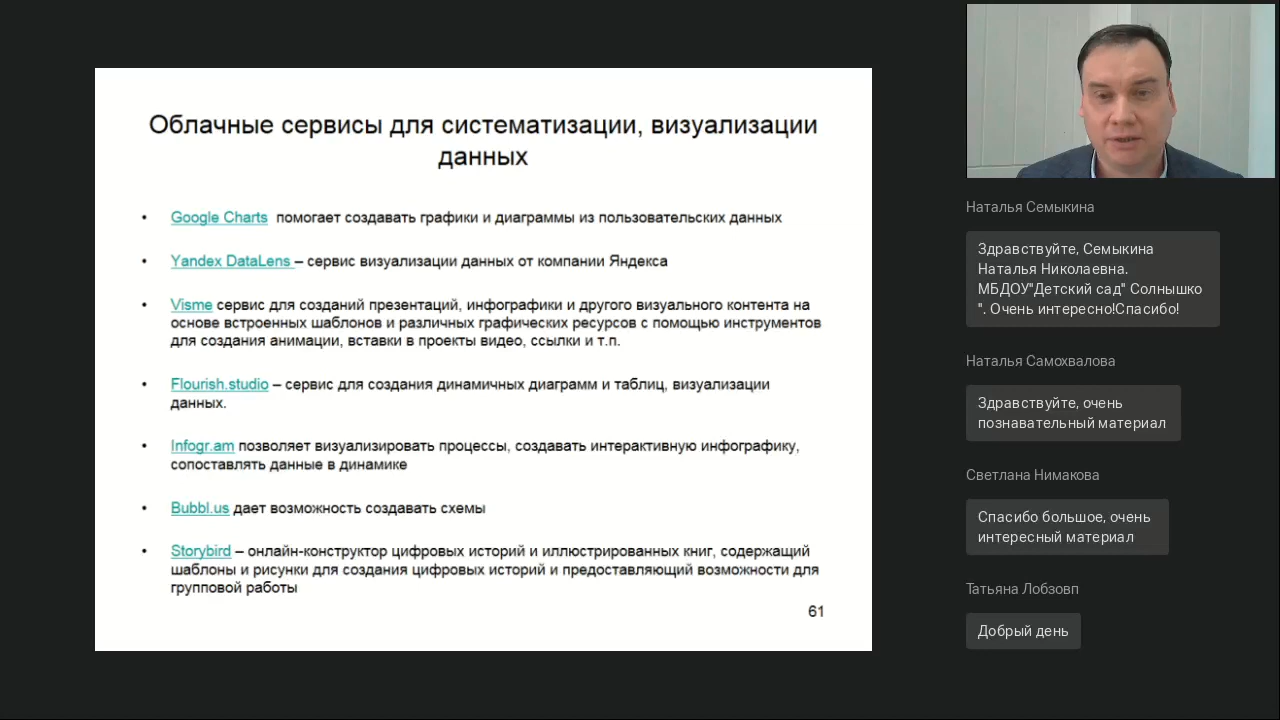 Облачные сервисы для систематизации, визуализации
данных
• Google Charts помогает создавать графики и диаграммы из пользовательских данных
• Yandex DataLens – сервис визуализации данных от компании Яндекса
• Visme сервис для созданий презентаций, инфографики и другого визуального контента на
основе встроенных шаблонов и различных графических ресурсов с помощью инструментов
для создания анимации, вставки в проекты видео, ссылки и т.п.
• Flourish.studio – сервис для создания динамичных диаграмм и таблиц, визуализации
данных.
• Infogr.am позволяет визуализировать процессы, создавать интерактивную инфографику,
сопоставлять данные в динамике
• Bubbl.us дает возможность создавать схемы
• Storybird – онлайн-конструктор цифровых историй и иллюстрированных книг, содержащий
шаблоны и рисунки для создания цифровых историй и предоставляющий возможности для
групповой работы
61
Наталья Семыкина
Здравствуйте, Семыкина
Наталья Николаевна.
МБДОУ"Детский сад" Солнышко
". Очень интересно!Спасибо!
Наталья Самохвалова
Здравствуйте, очень
познавательный материал
Светлана Нимакова
Спасибо большое, очень
интересный материал
Татьяна Лобзовп
Добрый день